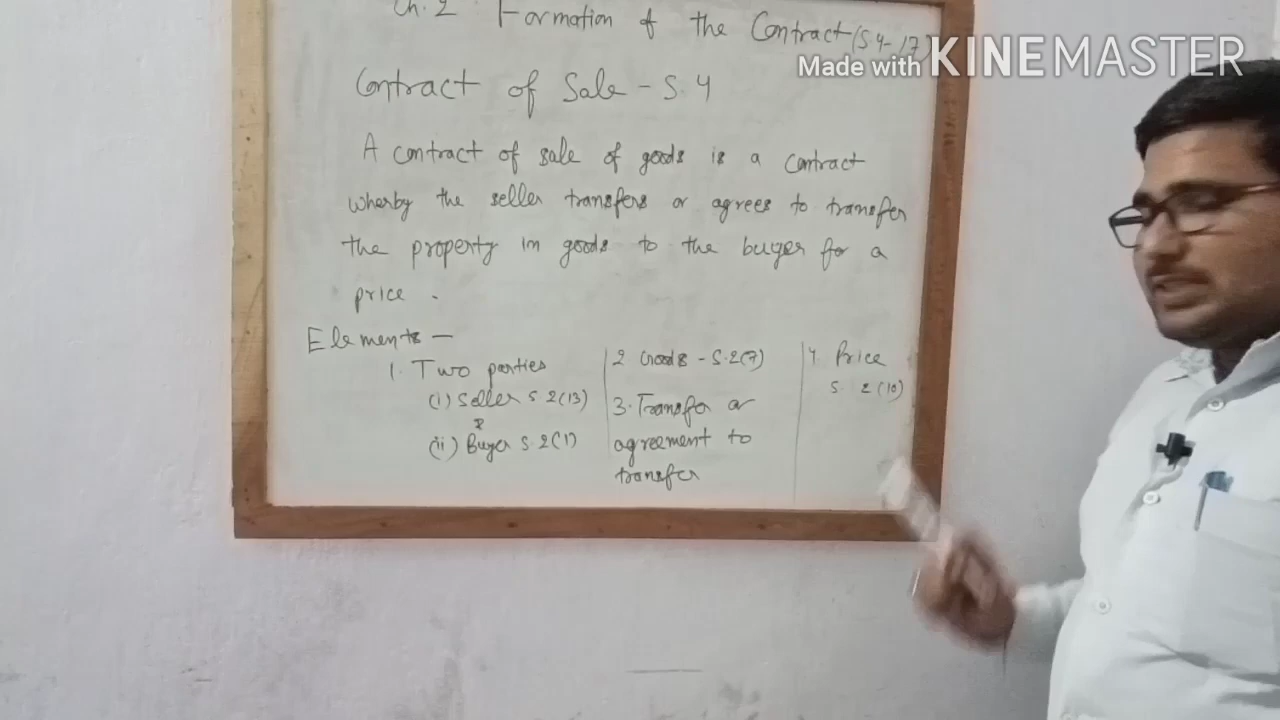 Ch. 2 Formation of the Contract (S 4-17
Made with KINEMASTER
Contract of Sale - S. 4
A contract of sale of goods is a contract
wherby the seller transfers or agrees to transfer
the property in goods to the buyer for a
price.
Elements -
1. Two parties
(i) Seller S 2(13)
&
(ii) Buyer S. 2(1)
2 Goods - S. 2(7)
3. Transfer or
agreement to
transfer
4. Price
S. 2(10)